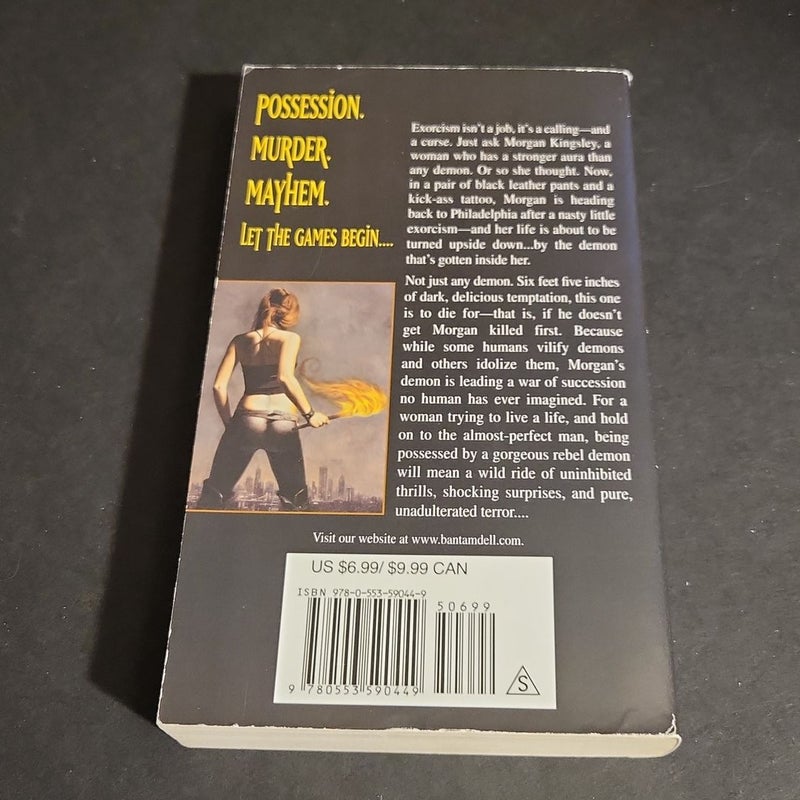 POSSESSION.
MURDER.
MAYHEM.
LET THE GAMES BEGIN....
Exorcism isn't a job, it's a calling—and
a curse. Just ask Morgan Kingsley, a
woman who has a stronger aura than
any demon. Or so she thought. Now,
in a pair of black leather pants and a
kick-ass tattoo, Morgan is heading
back to Philadelphia after a nasty little
exorcism—and her life is about to be
turned upside down...by the demon
that's gotten inside her.
Not just any demon. Six feet five inches
of dark, delicious temptation, this one
is to die for—that is, if he doesn't
get Morgan killed first. Because
while some humans vilify demons
and others idolize them, Morgan's
demon is leading a war of succession
no human has ever imagined. For a
woman trying to live a life, and hold
on to the almost-perfect man, being
possessed by a gorgeous rebel demon
will mean a wild ride of uninhibited
thrills, shocking surprises, and pure,
unadulterated terror....
Visit our website at www.bantamdell.com.
US $6.99/ $9.99 CAN
ISBN 978-0-553-59044-9
50699
9 780553 590449
S